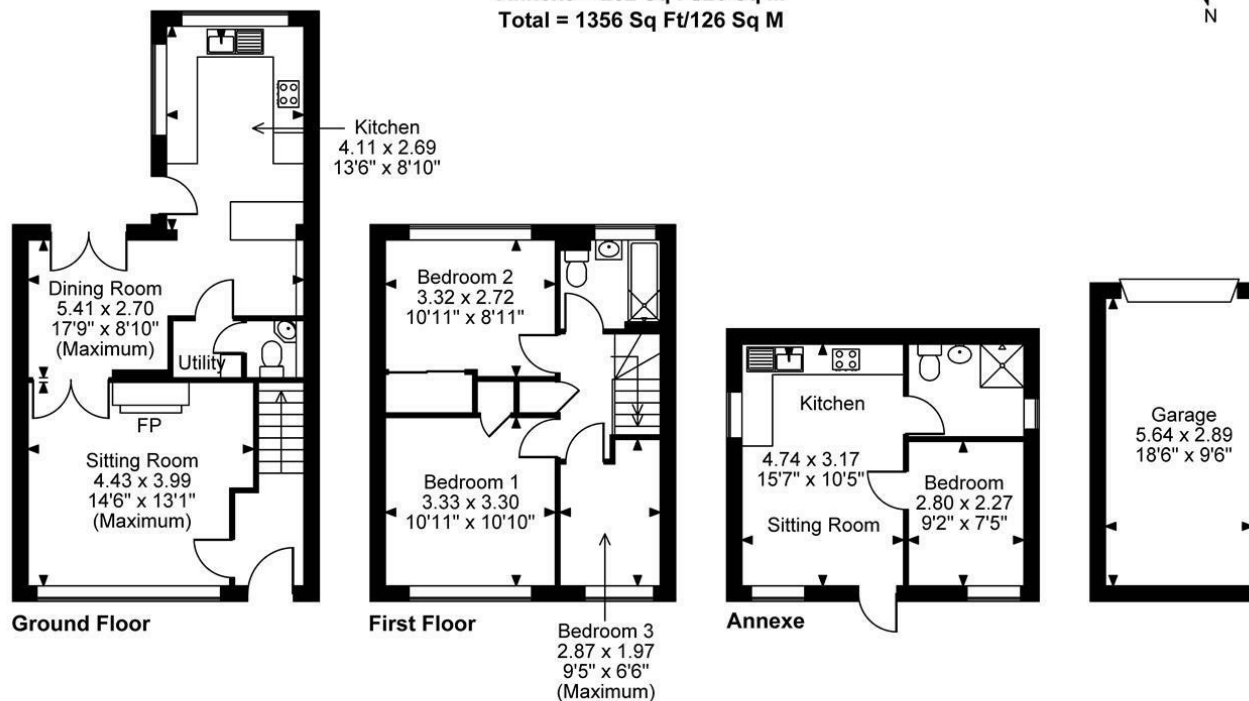 Total = 1356 Sq Ft/126 Sq M
N
Kitchen
4.11 x 2.69
13'6" x 8'10"
Dining Room
5.41 x 2.70
17'9" x 8'10"
(Maximum)
Utility
FP
Sitting Room
4.43 x 3.99
14'6" x 13'1"
(Maximum)
Ground Floor
Bedroom 2
3.32 x 2.72
10'11" x 8'11"
Bedroom 1
3.33 x 3.30
10'11" x 10'10"
First Floor
Bedroom 3
2.87 x 1.97
9'5" x 6'6"
(Maximum)
Kitchen
4.74 x 3.17
15'7" x 10'5"
Sitting Room
Bedroom
2.80 x 2.27
9'2" x 7'5"
Annexe
Garage
5.64 x 2.89
18'6" x 9'6"